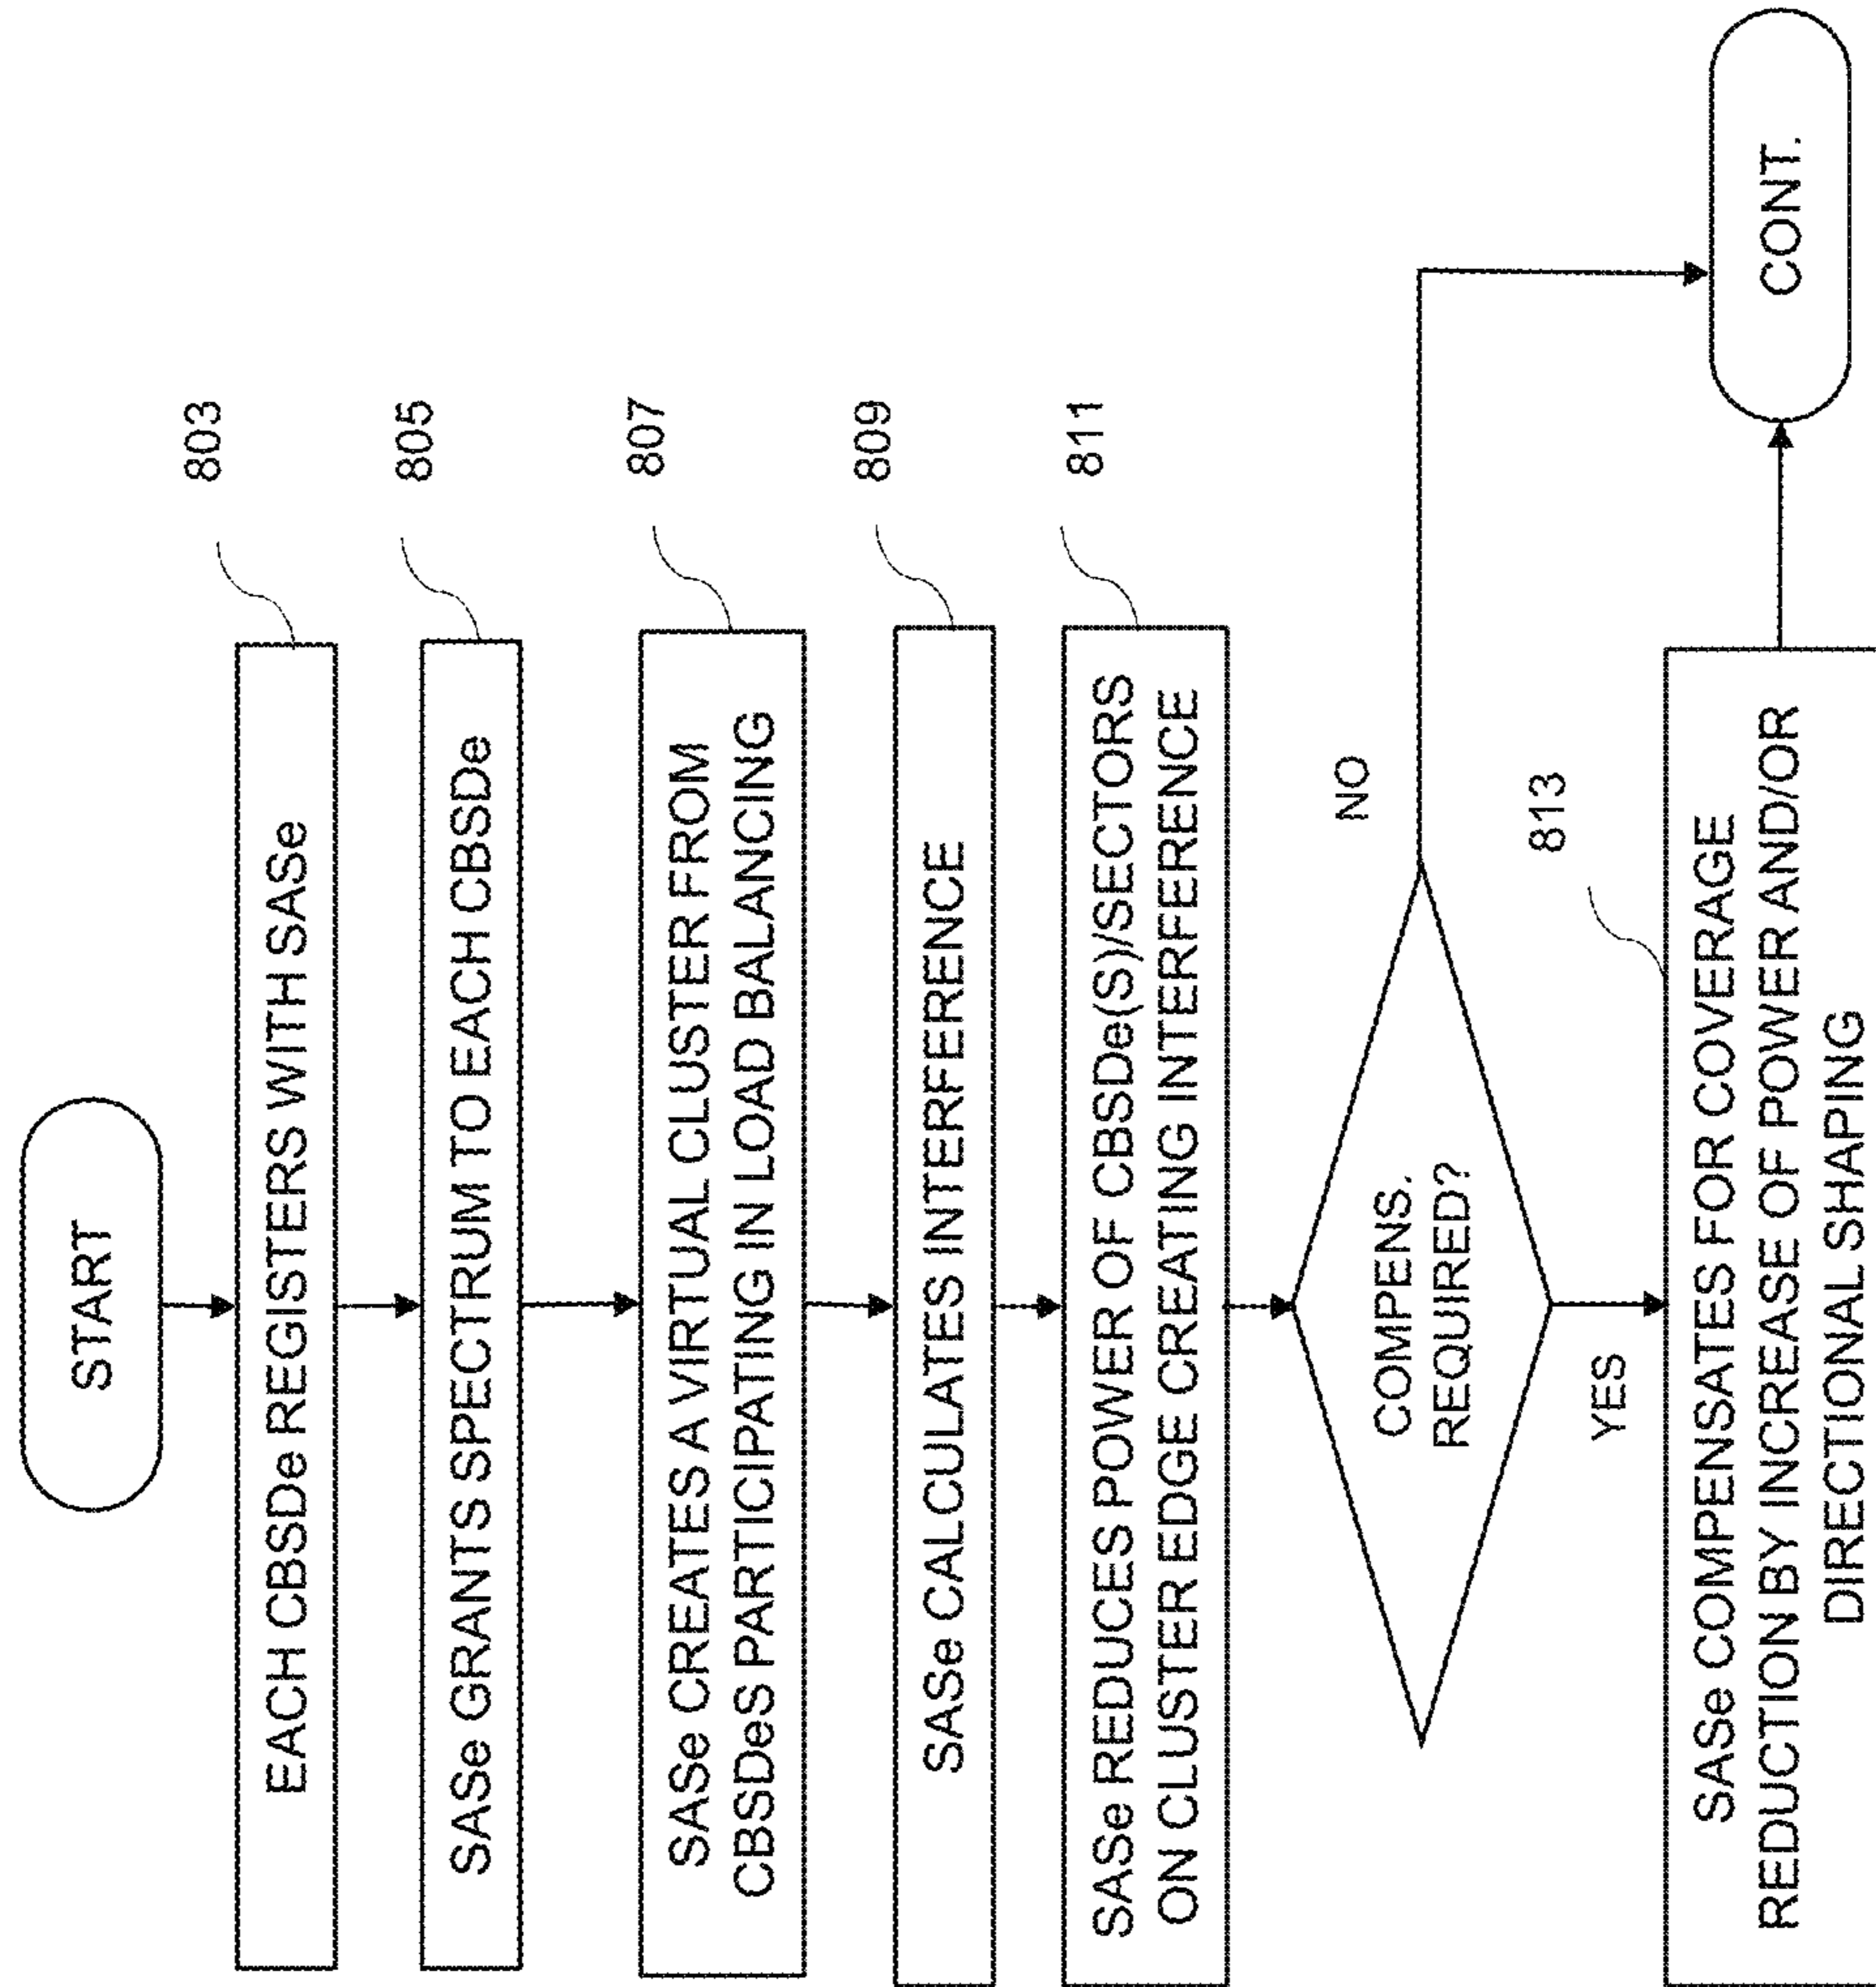 START
EACH CBSDe REGISTERS WITH SASe
803
SASe GRANTS SPECTRUM TO EACH CBSDe
805
SASe CREATES A VIRTUAL CLUSTER FROM
CBSDeS PARTICIPATING IN LOAD BALANCING
807
SASe CALCULATES INTERFERENCE
809
SASe REDUCES POWER OF CBSDe(S)/SECTORS
ON CLUSTER EDGE CREATING INTERFERENCE
811
COMPENS.
REQUIRED?
NO
YES
813
SASe COMPENSATES FOR COVERAGE
REDUCTION BY INCREASE OF POWER AND/OR
DIRECTIONAL SHAPING
CONT.